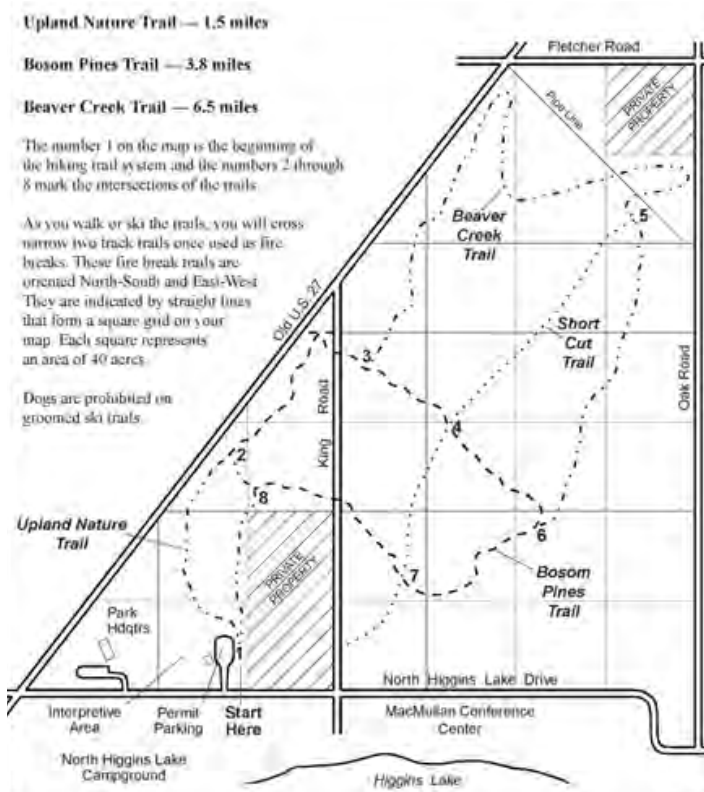 Upland Nature Trail — 1.5 miles
Bosom Pines Trail — 3.8 miles
Beaver Creek Trail — 6.5 miles
The number 1 on the map is the beginning of
the hiking trail system and the numbers 2 through
8 mark the intersections of the trails
As you walk or ski the trails, you will cross
narrow two track trails once used as fire
breaks. These fire break trails are
oriented North-South and East-West
They are indicated by straight lines
that form a square grid on your
map. Each square represents
an area of 40 acres.
Dogs are prohibited on
groomed ski trails.
Fletcher Road
PRIVATE
PROPERTY
Pipe Line
Beaver
Creek
Trail
5
Old U.S. 27
Short
Cut
Trail
Oak Road
3
King Road
4
2
8
Upland Nature
Trail
PRIVATE
PROPERTY
6
7
Bosom
Pines
Trail
Park
Hdqtrs
1
North Higgins Lake Drive
Interpretive
Area
Permit
Parking
Start
Here
MacMullan Conference
Center
North Higgins Lake
Campground
Higgins Lake